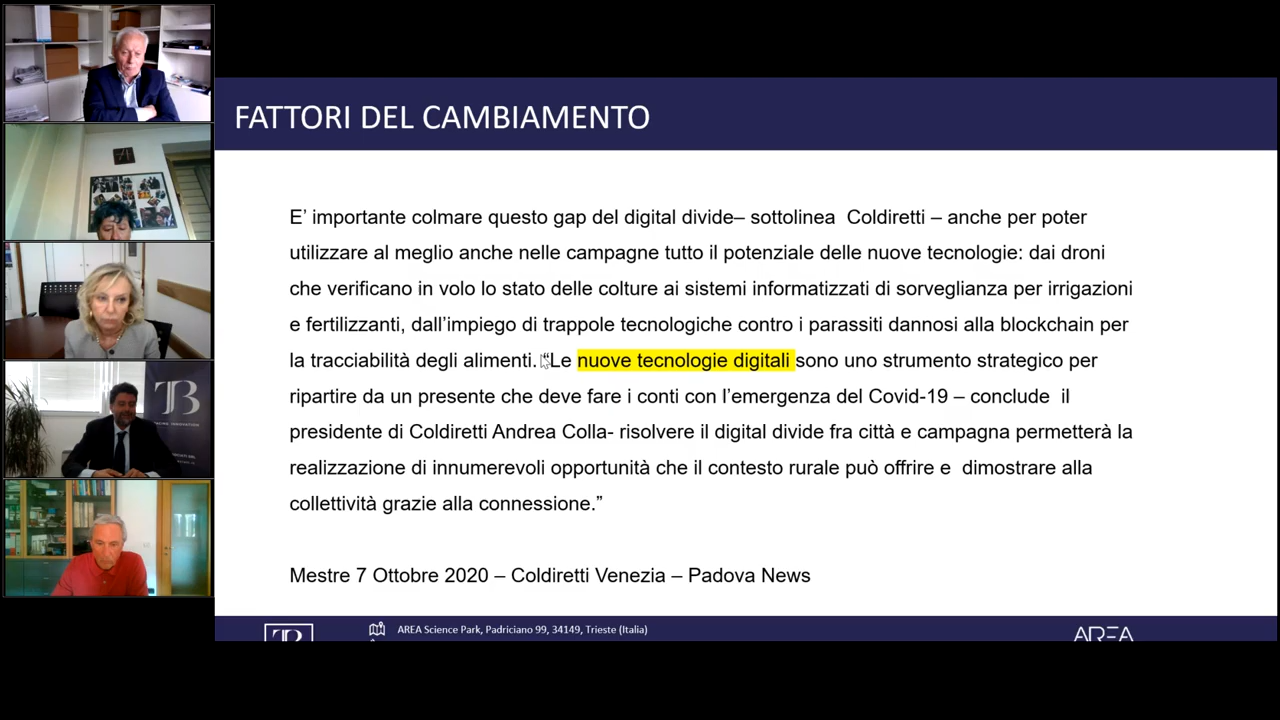 FATTORI DEL CAMBIAMENTO
E’ importante colmare questo gap del digital divide– sottolinea Coldiretti – anche per poter
utilizzare al meglio anche nelle campagne tutto il potenziale delle nuove tecnologie: dai droni
che verificano in volo lo stato delle colture ai sistemi informatizzati di sorveglianza per irrigazioni
e fertilizzanti, dall’impiego di trappole tecnologiche contro i parassiti dannosi alla blockchain per
la tracciabilità degli alimenti. “Le nuove tecnologie digitali sono uno strumento strategico per
ripartire da un presente che deve fare i conti con l’emergenza del Covid-19 – conclude il
presidente di Coldiretti Andrea Colla- risolvere il digital divide fra città e campagna permetterà la
realizzazione di innumerevoli opportunità che il contesto rurale può offrire e dimostrare alla
collettività grazie alla connessione.”
Mestre 7 Ottobre 2020 – Coldiretti Venezia – Padova News
AREA Science Park, Padriciano 99, 34149, Trieste (Italia)
TB
AREA
TB